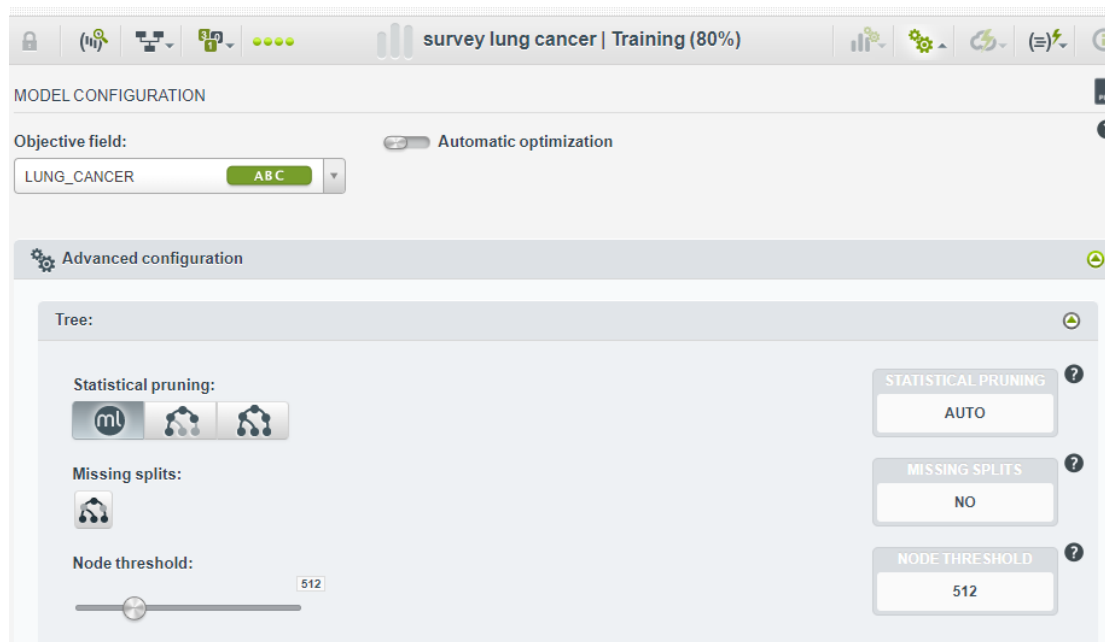 survey lung cancer | Training (80%)
MODEL CONFIGURATION
Objective field:
Automatic optimization
LUNG_CANCER
ABC
Advanced configuration
Tree:
Statistical pruning:
STATISTICAL PRUNING
ml
AUTO
Missing splits:
MISSING SPLITS
NO
Node threshold:
NODE THRESHOLD
512
512